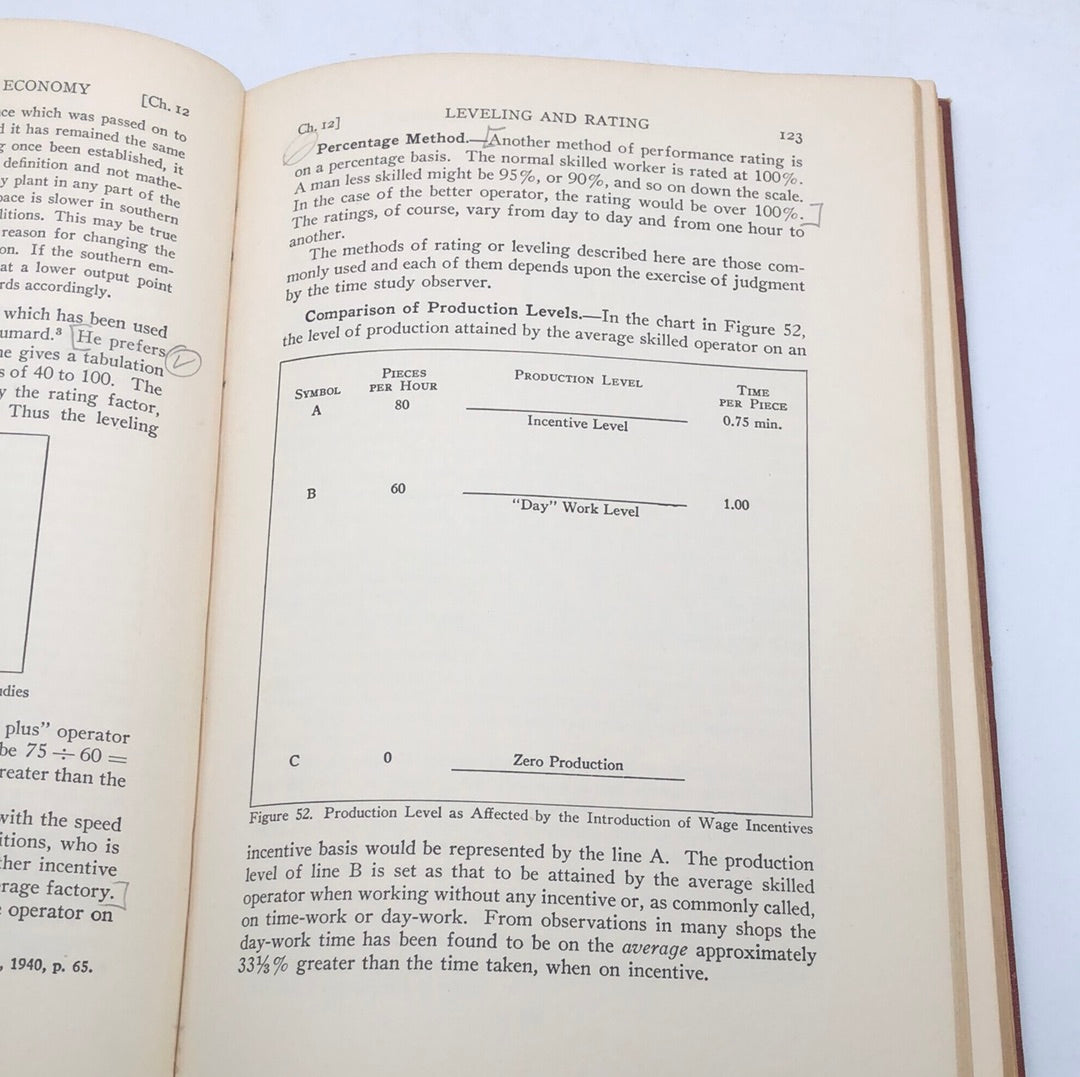 ECONOMY
[Ch. 12
which was passed on to
it has remained the same
once been established, it
definition and not mathe-
plant in any part of the
is slower in southern
This may be true
reason for changing the
If the southern em-
at a lower output point
accordingly.
which has been used
He prefers
gives a tabulation
of 40 to 100. The
the rating factor,
Thus the leveling
plus” operator
be 75 ÷ 60 =
than the
with the speed
who is
incentive
factory.
operator on
, 1940, p. 65.
Ch. 12]
LEVELING AND RATING
123
Percentage Method.—Another method of performance rating is
on a percentage basis. The normal skilled worker is rated at 100%.
A man less skilled might be 95%, or 90%, and so on down the scale.
In the case of the better operator, the rating would be over 100%.
The ratings, of course, vary from day to day and from one hour to
another.
The methods of rating or leveling described here are those com-
monly used and each of them depends upon the exercise of judgment
by the time study observer.
Comparison of Production Levels.—In the chart in Figure 52,
the level of production attained by the average skilled operator on an
SYMBOL
PIECES
PER HOUR
PRODUCTION LEVEL
TIME
PER PIECE
A
80
Incentive Level
0.75 min.
B
60
“Day” Work Level
1.00
C
0
Zero Production
Figure 52. Production Level as Affected by the Introduction of Wage Incentives
incentive basis would be represented by the line A. The production
level of line B is set as that to be attained by the average skilled
operator when working without any incentive or, as commonly called,
on time-work or day-work. From observations in many shops the
day-work time has been found to be on the average approximately
33⅓% greater than the time taken, when on incentive.